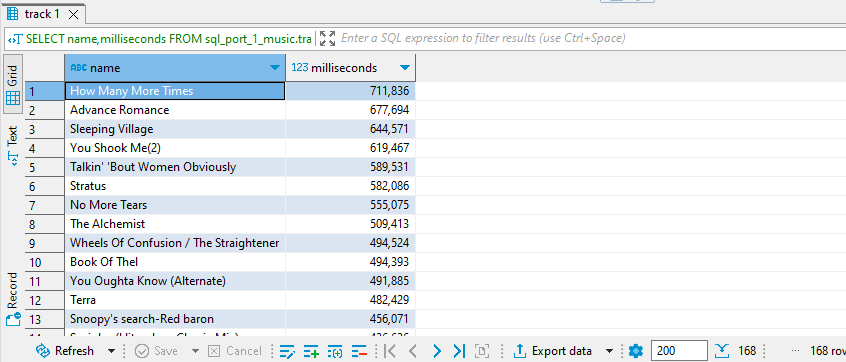 track 1
SELECT name,milliseconds FROM sql_port_1_music.tra
Enter a SQL expression to filter results (use Ctrl+Space)
Grid
Text
Record
ABC name
123 milliseconds
1 How Many More Times 711,836
2 Advance Romance 677,694
3 Sleeping Village 644,571
4 You Shook Me(2) 619,467
5 Talkin' 'Bout Women Obviously 589,531
6 Stratus 582,086
7 No More Tears 555,075
8 The Alchemist 509,413
9 Wheels Of Confusion / The Straightener 494,524
10 Book Of Thel 494,393
11 You Oughta Know (Alternate) 491,885
12 Terra 482,429
13 Snoopy's search-Red baron 456,071
Refresh Save Cancel Export data 200 168 ··· 168 row